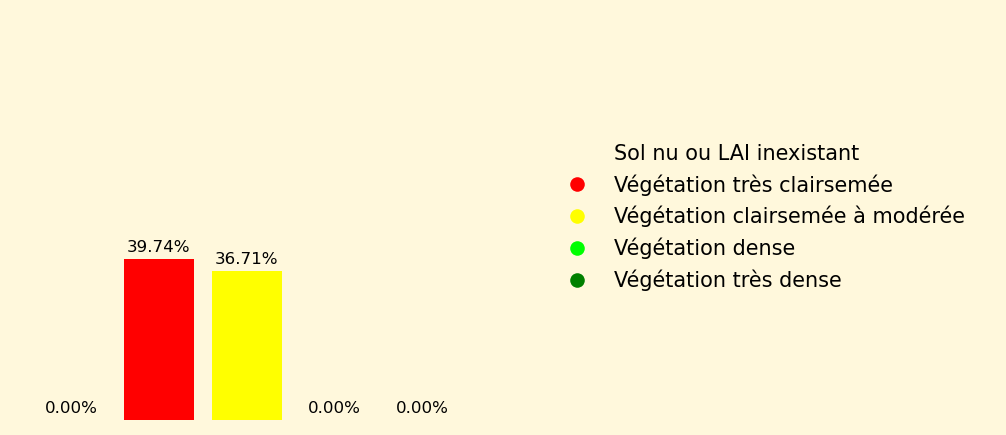 39.74%
36.71%
0.00%
0.00%
0.00%
Sol nu ou LAI inexistant
Végétation très clairsemée
Végétation clairsemée à modérée
Végétation dense
Végétation très dense